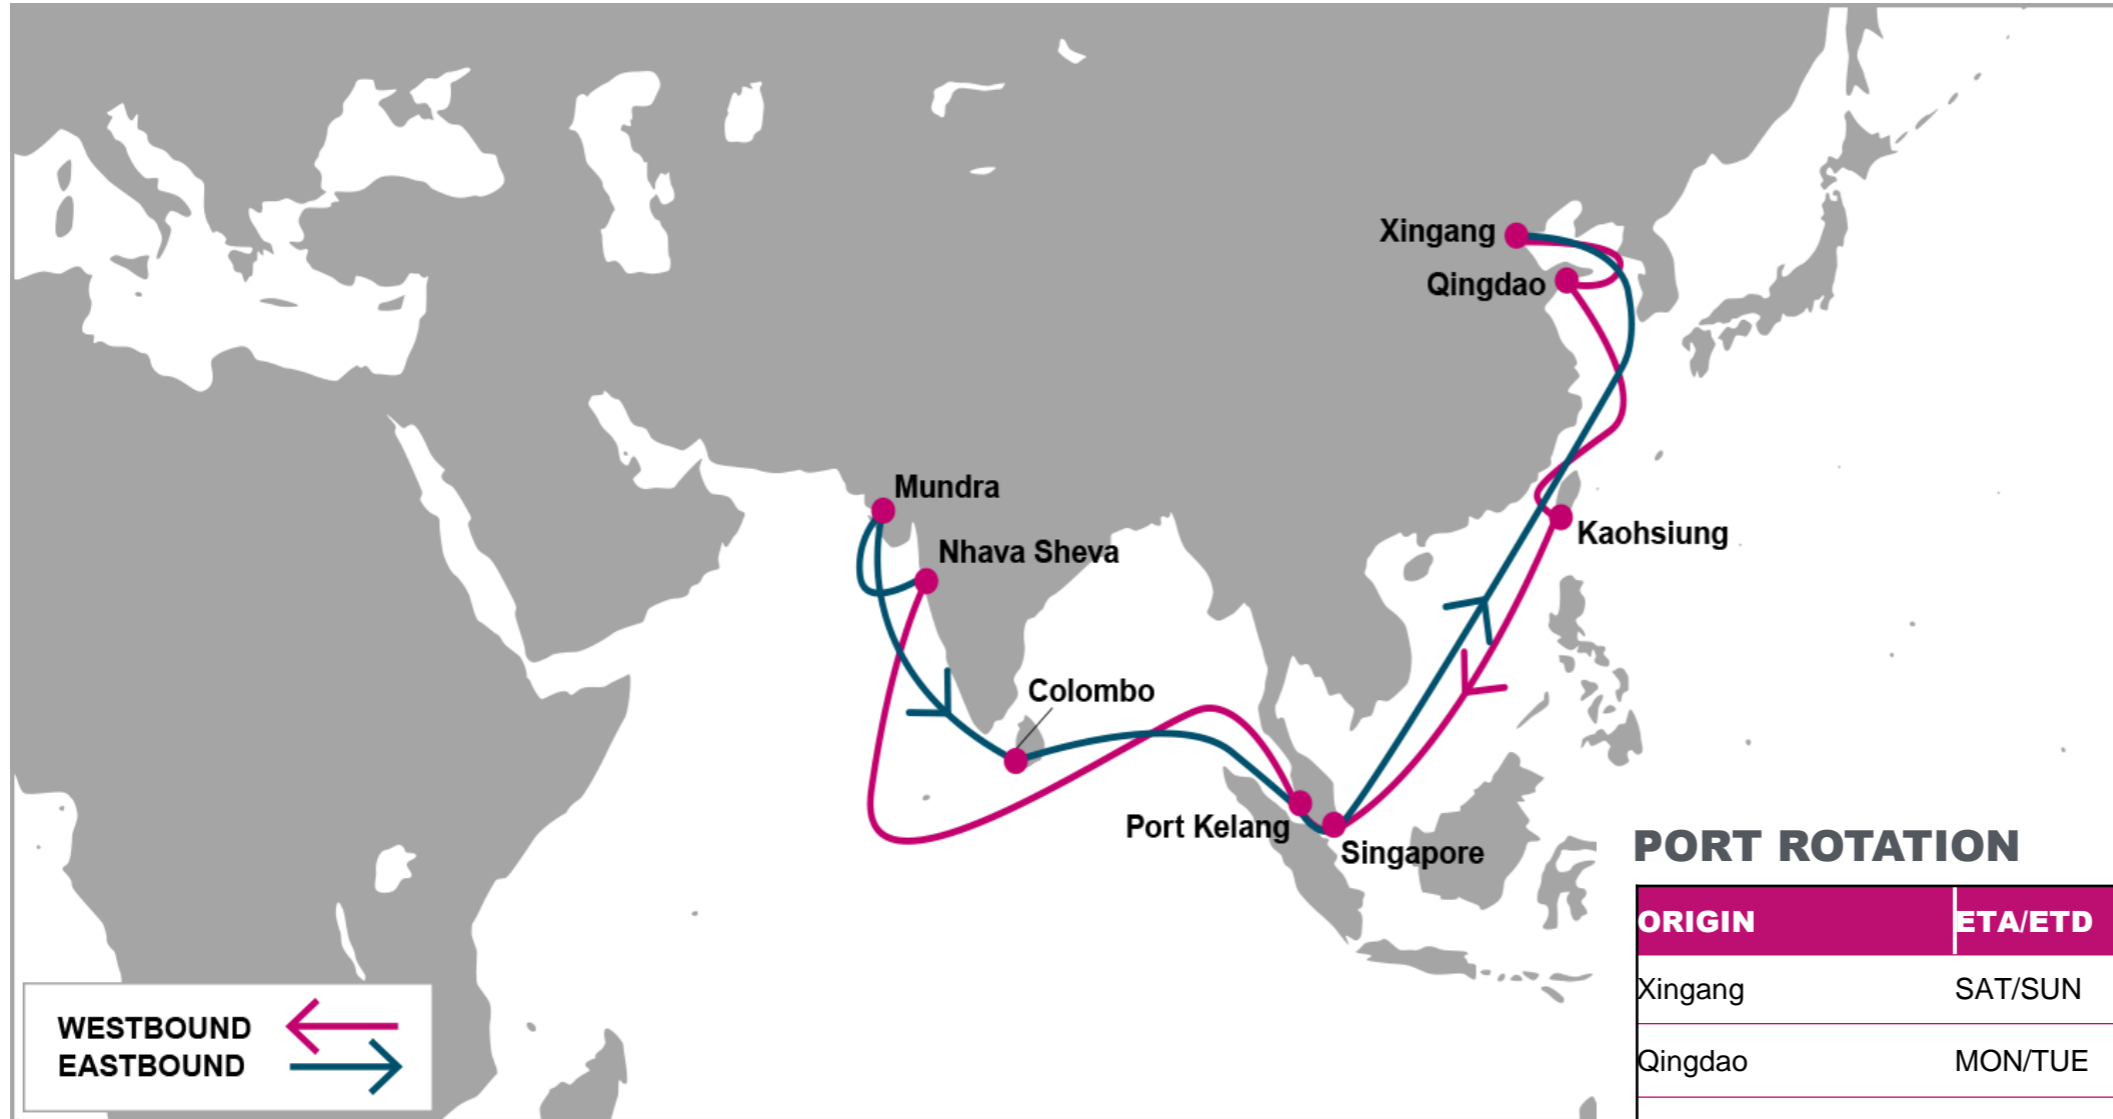 Xingang
Qingdao
Mundra
Kaohsiung
Nhava Sheva
Colombo
Port Kelang
Singapore
WESTBOUND
EASTBOUND
PORT ROTATION
ORIGIN ETA/ETD
Xingang SAT/SUN
Qingdao MON/TUE